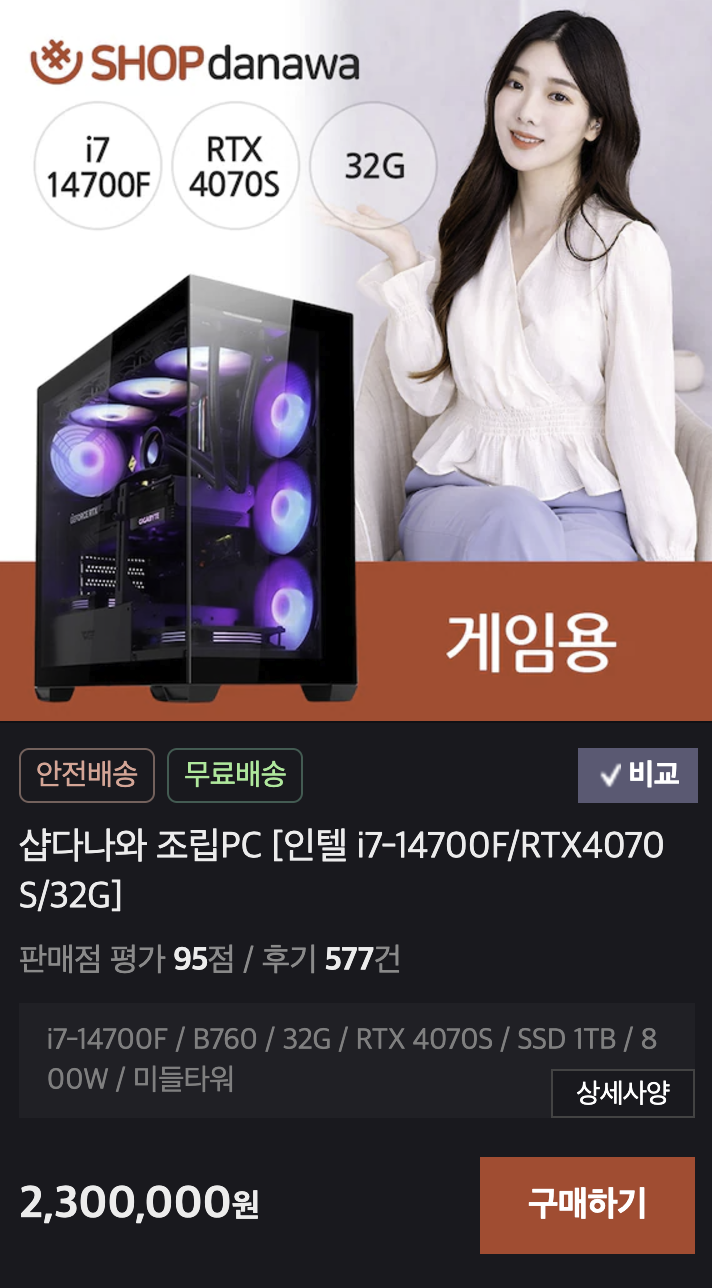 SHOPdanawa
i7
14700F
RTX
4070S
32G
GIGABYTE
게임용
안전배송
무료배송
비교
샵다나와 조립PC [인텔 i7-14700F/RTX4070
S/32G]
판매점 평가 95점 / 후기 577건
i7-14700F / B760 / 32G / RTX 4070S / SSD 1TB / 8
00W / 미들타워
상세사양
2,300,000원
구매하기